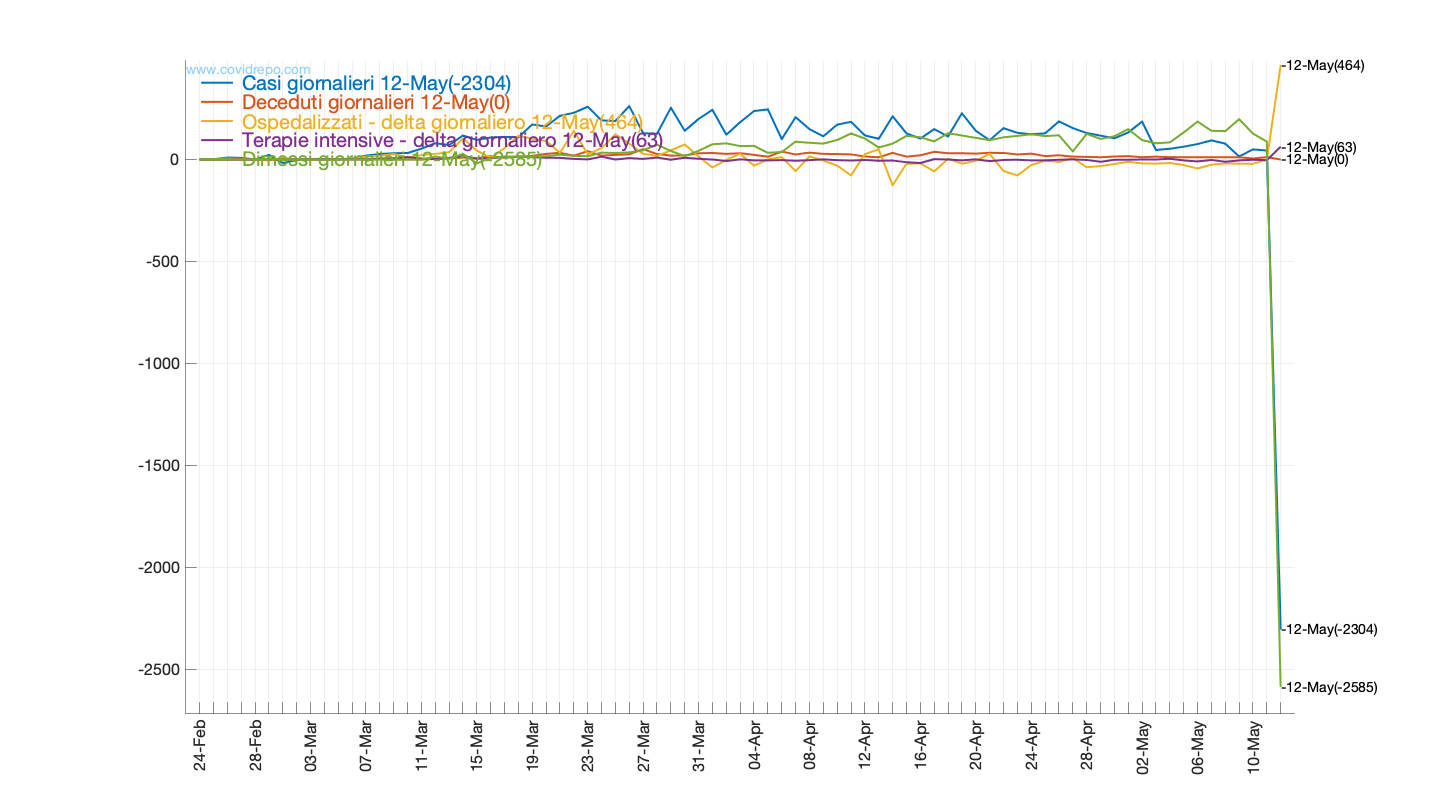 www.covidrepo.com
Casi giornalieri 12-May(-2304)
Deceduti giornalieri 12-May(0)
Ospedalizzati - delta giornaliero 12-May(464)
Terapie intensive - delta giornaliero 12-May(63)
Dimessi giornalieri 12-May(-2585)
12-May(464)
12-May(63)
12-May(0)
12-May(-2304)
12-May(-2585)
0
-500
-1000
-1500
-2000
-2500
24-Feb
28-Feb
03-Mar
07-Mar
11-Mar
15-Mar
19-Mar
23-Mar
27-Mar
31-Mar
04-Apr
08-Apr
12-Apr
16-Apr
20-Apr
24-Apr
28-Apr
02-May
06-May
10-May